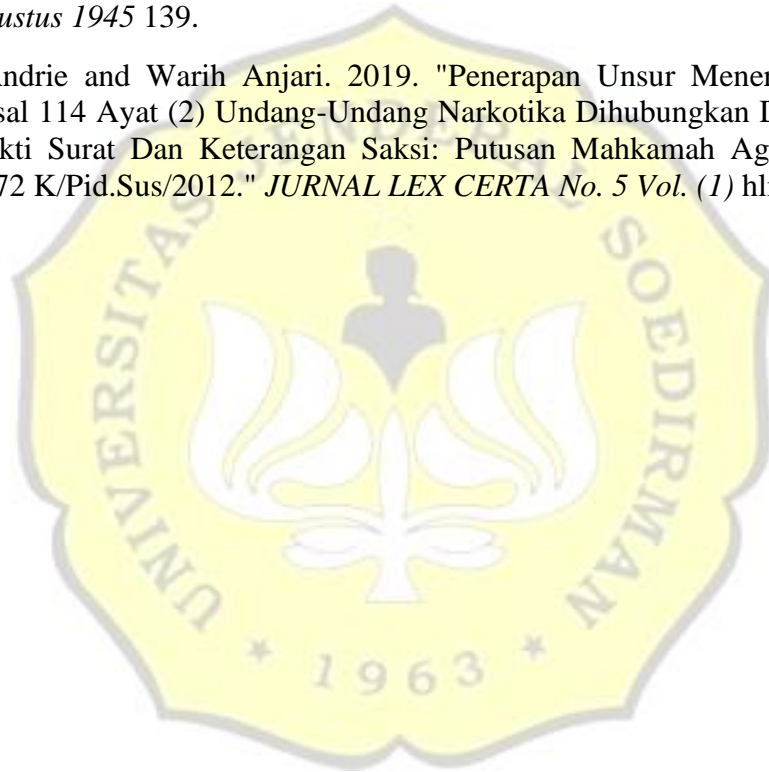 ustus 1945 139.
ndrie and Warih Anjari. 2019. "Penerapan Unsur Mener
sal 114 Ayat (2) Undang-Undang Narkotika Dihubungkan D
kti Surat Dan Keterangan Saksi: Putusan Mahkamah Ag
72 K/Pid.Sus/2012." JURNAL LEX CERTA No. 5 Vol. (1) hl
UNIVERSITAS JENDERAL SOEDIRMAN
* 1963 *